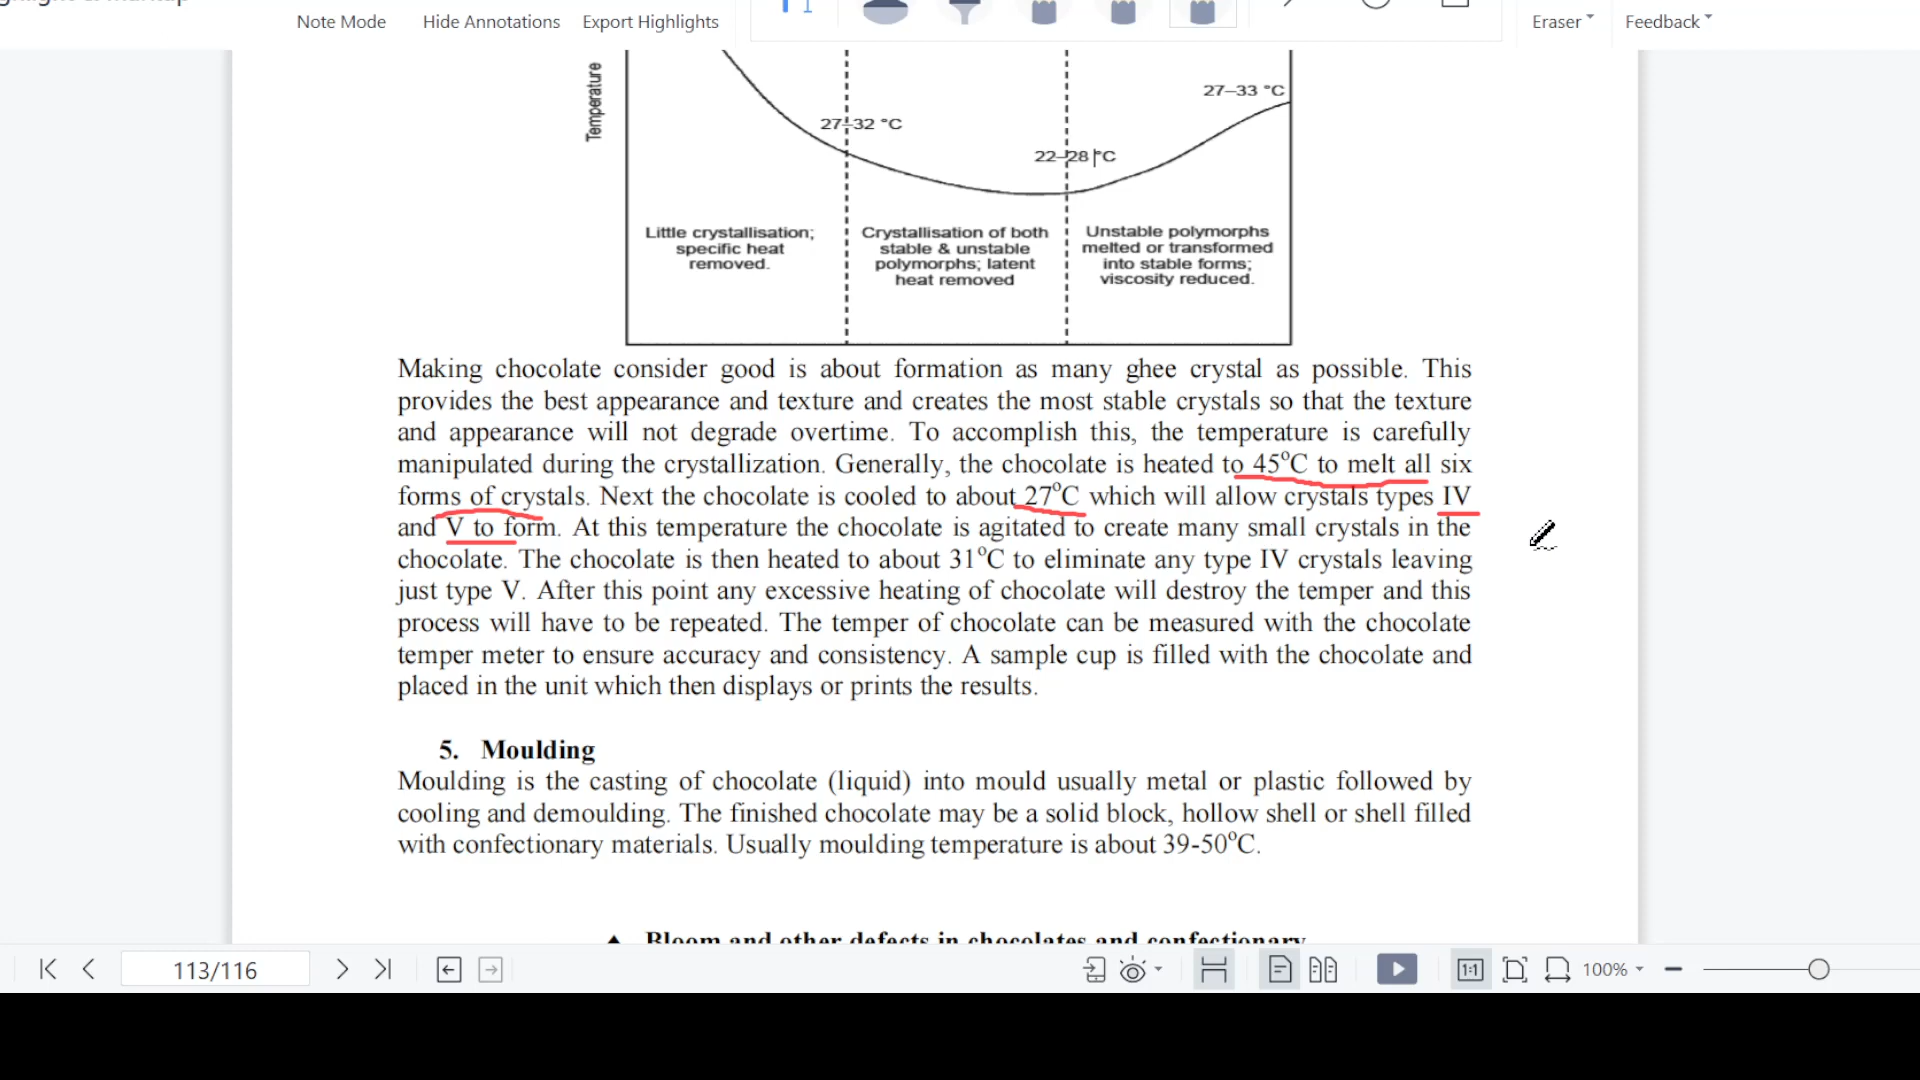 Note Mode Hide Annotations Export Highlights Eraser Feedback
Temperature
27–33 °C
27–32 °C
22–28 °C
Little crystallisation;
specific heat
removed.
Crystallisation of both
stable & unstable
polymorphs; latent
heat removed
Unstable polymorphs
melted or transformed
into stable forms;
viscosity reduced.
Making chocolate consider good is about formation as many ghee crystal as possible. This
provides the best appearance and texture and creates the most stable crystals so that the texture
and appearance will not degrade overtime. To accomplish this, the temperature is carefully
manipulated during the crystallization. Generally, the chocolate is heated to 45°C to melt all six
forms of crystals. Next the chocolate is cooled to about 27°C which will allow crystals types IV
and V to form. At this temperature the chocolate is agitated to create many small crystals in the
chocolate. The chocolate is then heated to about 31°C to eliminate any type IV crystals leaving
just type V. After this point any excessive heating of chocolate will destroy the temper and this
process will have to be repeated. The temper of chocolate can be measured with the chocolate
temper meter to ensure accuracy and consistency. A sample cup is filled with the chocolate and
placed in the unit which then displays or prints the results.
5. Moulding
Moulding is the casting of chocolate (liquid) into mould usually metal or plastic followed by
cooling and demoulding. The finished chocolate may be a solid block, hollow shell or shell filled
with confectionary materials. Usually moulding temperature is about 39-50°C.
Bloom and other defects in chocolates and confectionary
113/116
1:1
100%